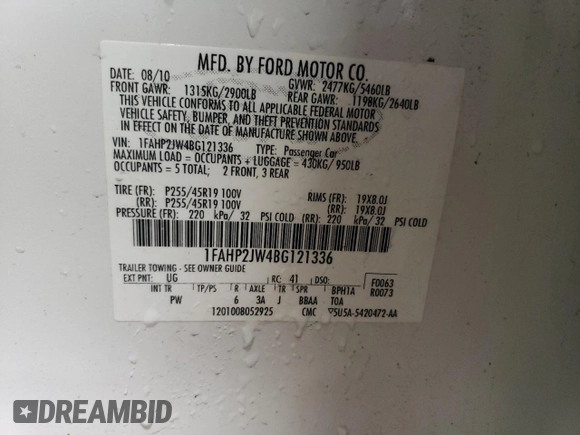 MFD. BY FORD MOTOR CO.
DATE: 08/10 GVWR: 2477KG/5460LB
FRONT GAWR: 1315KG/2900LB REAR GAWR: 1198KG/2640LB
THIS VEHICLE CONFORMS TO ALL APPLICABLE FEDERAL MOTOR
VEHICLE SAFETY, BUMPER, AND THEFT PREVENTION STANDARDS
IN EFFECT ON THE DATE OF MANUFACTURE SHOWN ABOVE.
VIN: 1FAHP2JW4BG121336 TYPE: Passenger Car
MAXIMUM LOAD = OCCUPANTS + LUGGAGE = 430KG/ 950LB
OCCUPANTS = 5 TOTAL: 2 FRONT, 3 REAR
TIRE (FR): P255/45R19 100V RIMS (FR): 19X8.0J
(RR): P255/45R19 100V (RR): 19X8.0J
PRESSURE (FR): 220 kPa/ 32 PSI COLD (RR): 220 kPa/ 32 PSI COLD
1FAHP2JW4BG121336
TRAILER TOWING - SEE OWNER GUIDE
EXT PNT: UG RC: 41 DSO: F0063
R0073
INT TR TP/PS R AXLE TR SPR BPH1A
PW 6 3A J BBAA TOA
1201008052925 CMC 5U5A-5420472-AA
DREAMBID